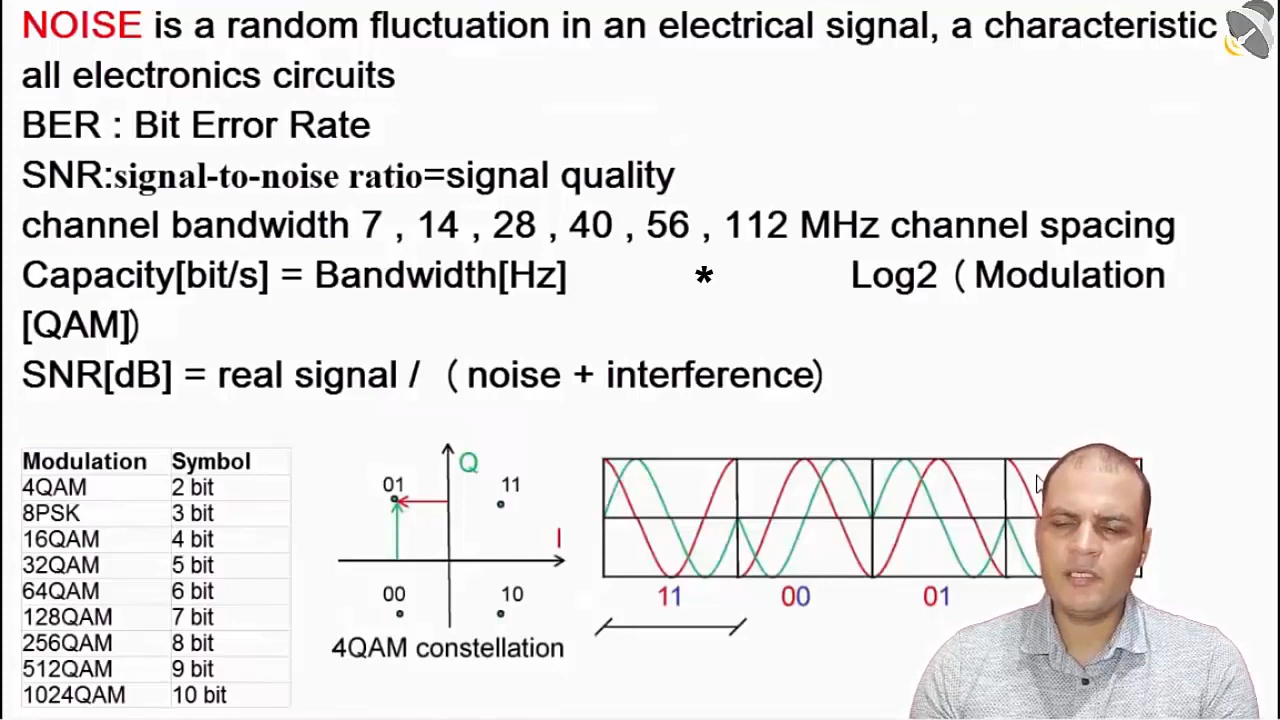 NOISE is a random fluctuation in an electrical signal, a characteristic
all electronics circuits
BER : Bit Error Rate
SNR:signal-to-noise ratio=signal quality
channel bandwidth 7 , 14 , 28 , 40 , 56 , 112 MHz channel spacing
Capacity[bit/s] = Bandwidth[Hz] * Log2（Modulation
[QAM]）
SNR[dB] = real signal / （noise + interference）
Modulation Symbol
4QAM 2 bit
8PSK 3 bit
16QAM 4 bit
32QAM 5 bit
64QAM 6 bit
128QAM 7 bit
256QAM 8 bit
512QAM 9 bit
1024QAM 10 bit
Q
01 11
I
00 10
4QAM constellation
11 00 01